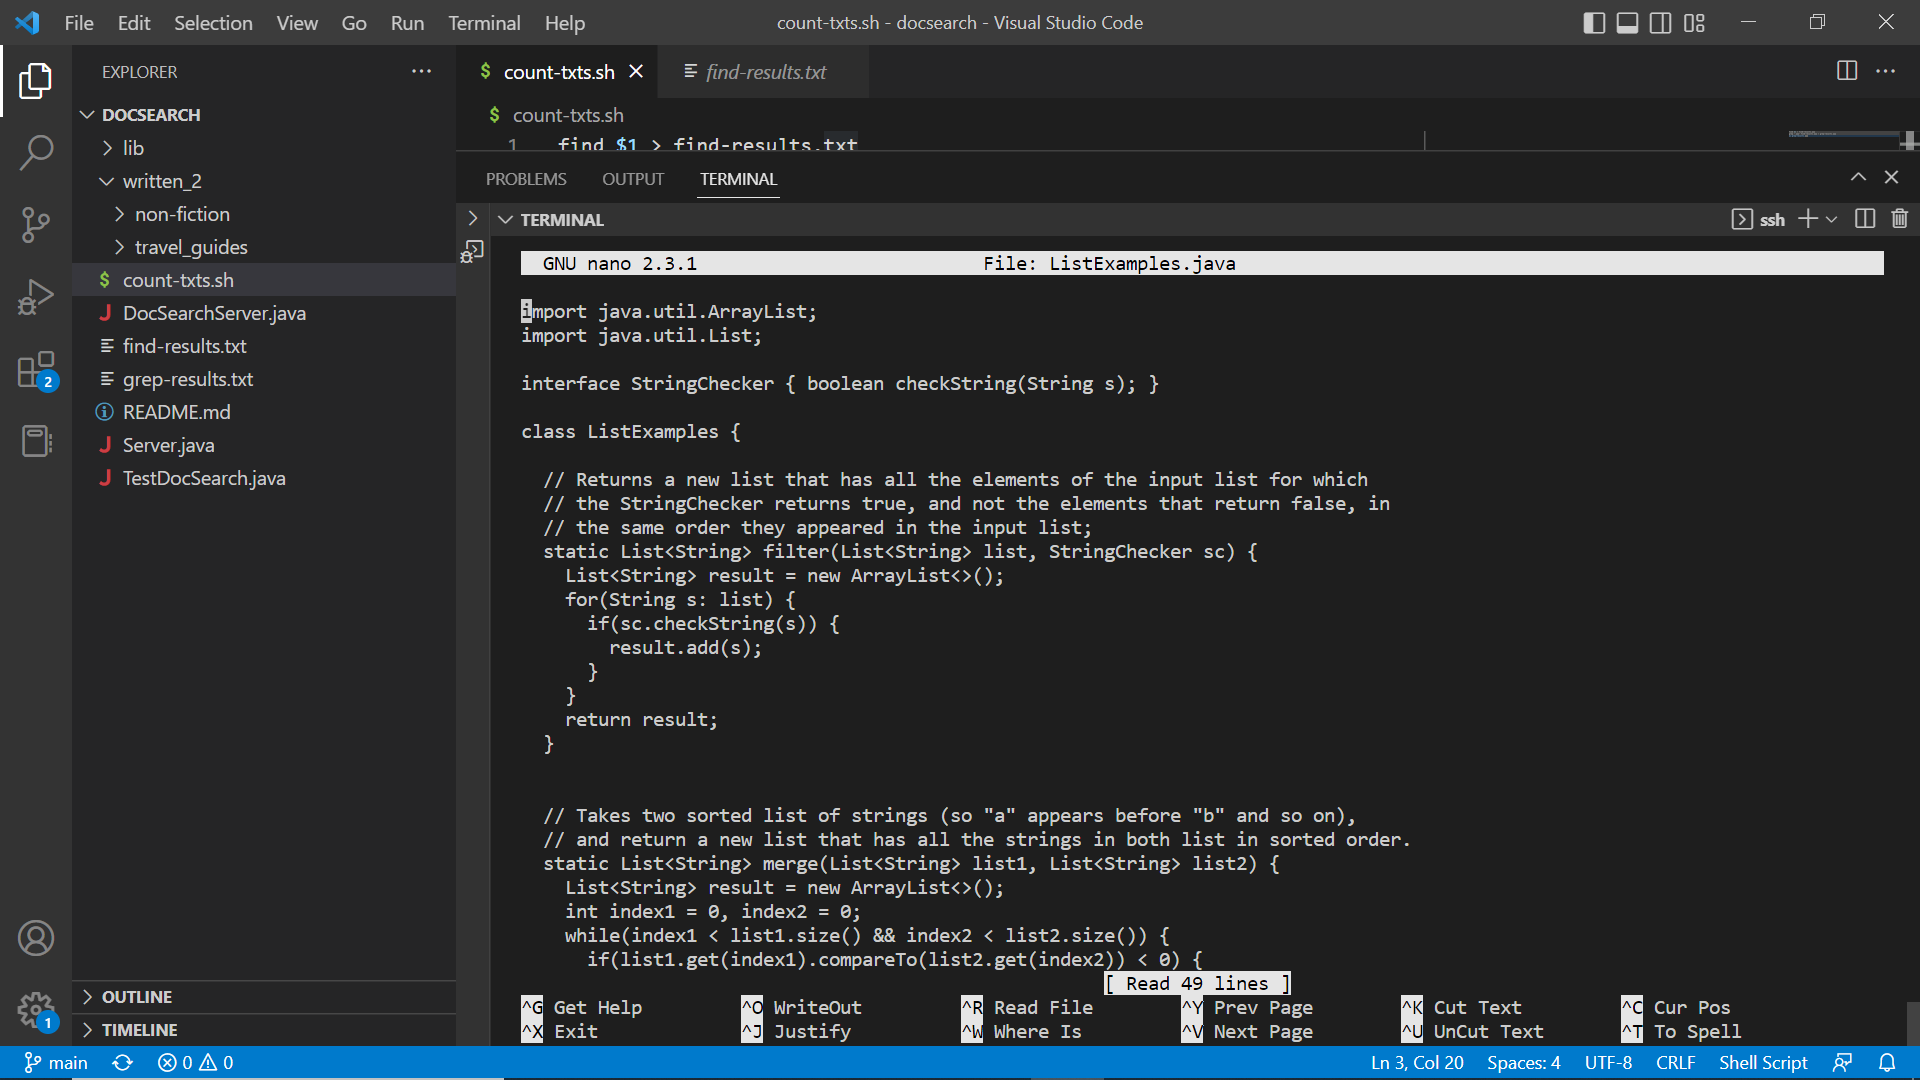 File Edit Selection View Go Run Terminal Help
count-txts.sh - docsearch - Visual Studio Code
EXPLORER
DOCSEARCH
lib
written_2
non-fiction
travel_guides
$ count-txts.sh
J DocSearchServer.java
find-results.txt
grep-results.txt
README.md
J Server.java
J TestDocSearch.java
OUTLINE
TIMELINE
2
1
$ count-txts.sh
find-results.txt
$ count-txts.sh
1 find $1 > find-results.txt
PROBLEMS OUTPUT TERMINAL
TERMINAL
ssh
GNU nano 2.3.1 File: ListExamples.java
import java.util.ArrayList;
import java.util.List;
interface StringChecker { boolean checkString(String s); }
class ListExamples {
// Returns a new list that has all the elements of the input list for which
// the StringChecker returns true, and not the elements that return false, in
// the same order they appeared in the input list;
static List<String> filter(List<String> list, StringChecker sc) {
List<String> result = new ArrayList<>();
for(String s: list) {
if(sc.checkString(s)) {
result.add(s);
}
}
return result;
}
// Takes two sorted list of strings (so "a" appears before "b" and so on),
// and return a new list that has all the strings in both list in sorted order.
static List<String> merge(List<String> list1, List<String> list2) {
List<String> result = new ArrayList<>();
int index1 = 0, index2 = 0;
while(index1 < list1.size() && index2 < list2.size()) {
if(list1.get(index1).compareTo(list2.get(index2)) < 0) {
[ Read 49 lines ]
^G Get Help ^O WriteOut ^R Read File ^Y Prev Page ^K Cut Text ^C Cur Pos
^X Exit ^J Justify ^W Where Is ^V Next Page ^U UnCut Text ^T To Spell
main 0 0 Ln 3, Col 20 Spaces: 4 UTF-8 CRLF Shell Script